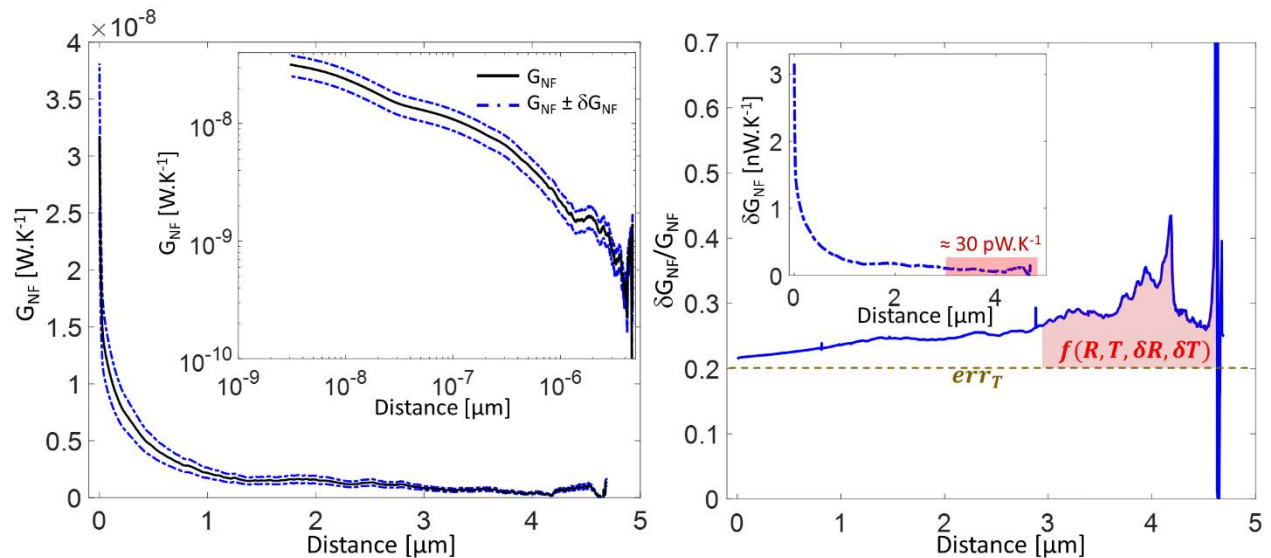 ×10⁻⁸
4
3.5
3
2.5
2
1.5
1
0.5
0
G_NF [W.K⁻¹]
0 1 2 3 4 5
Distance [µm]
10⁻⁸
10⁻⁹
10⁻¹⁰
G_NF [W.K⁻¹]
10⁻⁹ 10⁻⁸ 10⁻⁷ 10⁻⁶
Distance [µm]
G_NF
G_NF ± δG_NF
0.7
0.6
0.5
0.4
0.3
0.2
0.1
0
δG_NF/G_NF
0 1 2 3 4 5
Distance [µm]
3
2
1
0
δG_NF [nW.K⁻¹]
≈ 30 pW.K⁻¹
0 2 4
Distance [µm]
f(R, T, δR, δT)
err_T